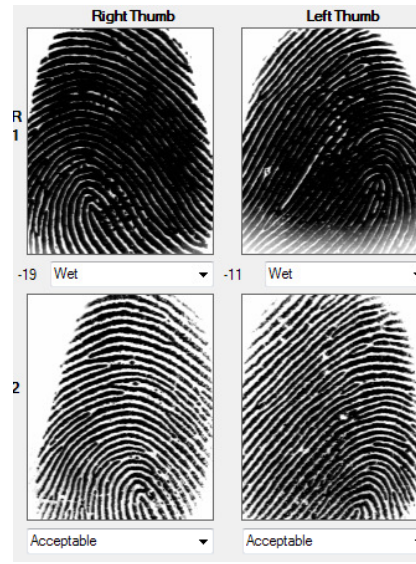 Right Thumb Left Thumb
R
1
-19 Wet -11 Wet
2
Acceptable Acceptable